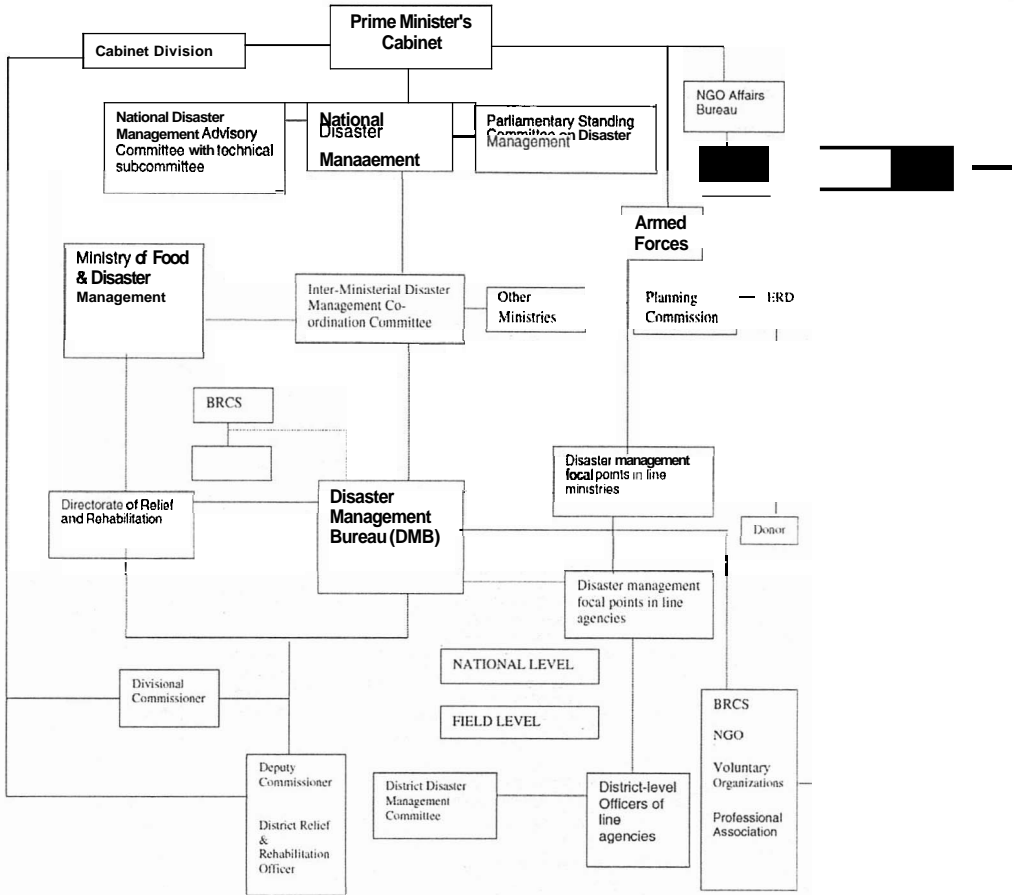 Prime Minister's
Cabinet
Cabinet Division
NGO Affairs
Bureau
National Disaster
Management Advisory
Committee with technical
subcommittee
National
Disaster
Manaaement
Parliamentary Standing
Committee on Disaster
Management
Armed
Forces
Ministry of Food
& Disaster
Management
Inter-Ministerial Disaster
Management Co-
ordination Committee
Other
Ministries
Planning
Commission
ERD
BRCS
Disaster management
focal points in line
ministries
Directorate of Relief
and Rehabilitation
Disaster
Management
Bureau (DMB)
Donor
Disaster management
focal points in line
agencies
NATIONAL LEVEL
Divisional
Commissioner
FIELD LEVEL
BRCS
NGO
Voluntary
Organizations
Professional
Association
Deputy
Commissioner
District Relief
&
Rehabilitation
Officer
District Disaster
Management
Committee
District-level
Officers of
line
agencies